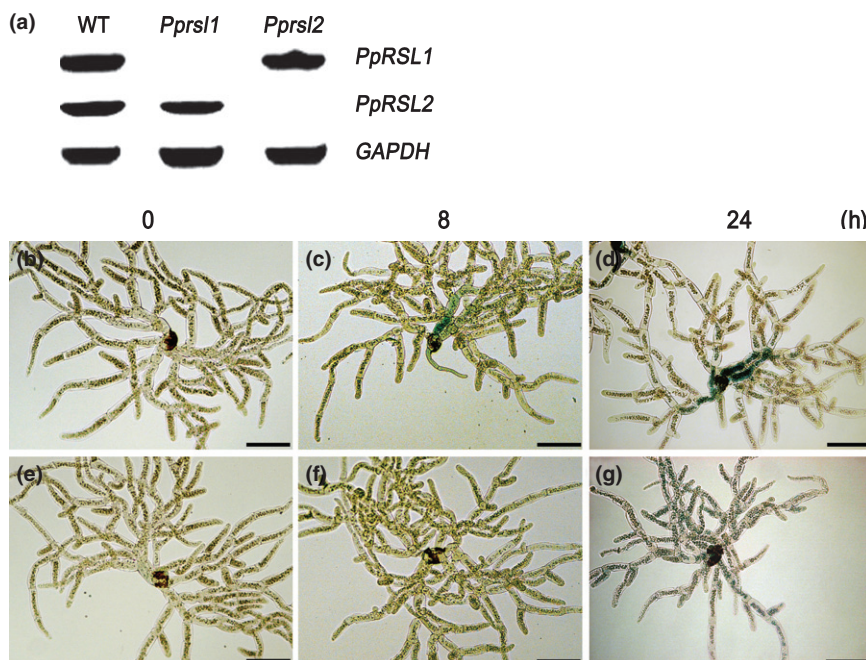 (a) WT Pprsl1 Pprsl2
PpRSL1
PpRSL2
GAPDH
0 8 24 (h)
(b) (c) (d)
(e) (f) (g)